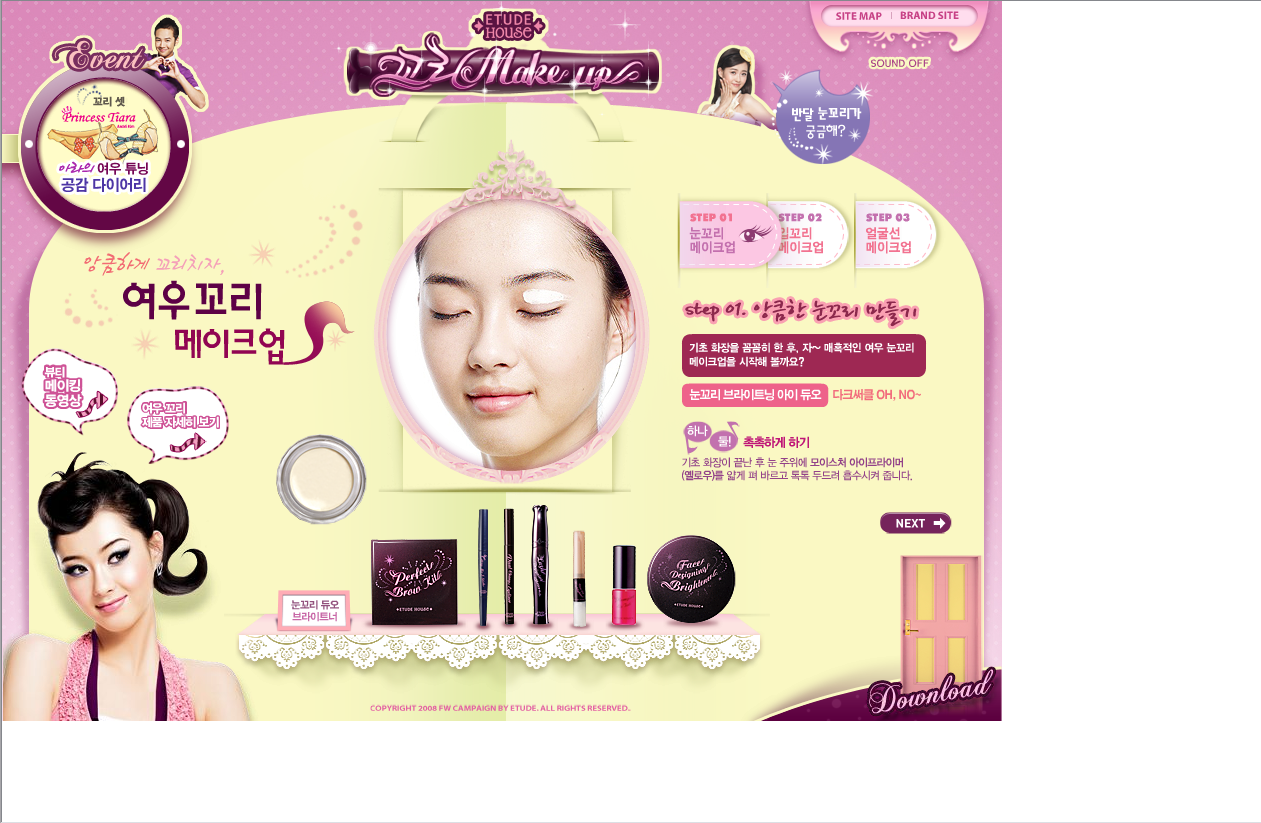 ETUDE
HOUSE
꼬리 Make up
SITE MAP | BRAND SITE
SOUND OFF
Event
꼬리 셋
Princess Tiara
아라의 여우 튜닝
공감 다이어리
반달 눈꼬리가
궁금해?
앙큼하게 꼬리치자,
여우꼬리
메이크업
뷰티
메이킹
동영상
여우 꼬리
제품 자세히 보기
STEP 01
눈꼬리
메이크업
STEP 02
입꼬리
메이크업
STEP 03
얼굴선
메이크업
step 01. 앙큼한 눈꼬리 만들기
기초 화장을 꼼꼼히 한 후, 자~ 매혹적인 여우 눈꼬리
메이크업을 시작해 볼까요?
눈꼬리 브라이트닝 아이 듀오 다크써클 OH, NO~
하나 둘! 촉촉하게 하기
기초 화장이 끝난 후 눈 주위에 모이스처 아이프라이머
(옐로우)를 얇게 펴 바르고 톡톡 두드려 흡수시켜 줍니다.
NEXT
눈꼬리 듀오
브라이트너
Perfect
Brow Kit
ETUDE HOUSE
Face
Designing
Brightener
ETUDE HOUSE
Download
COPYRIGHT 2008 FW CAMPAIGN BY ETUDE. ALL RIGHTS RESERVED.